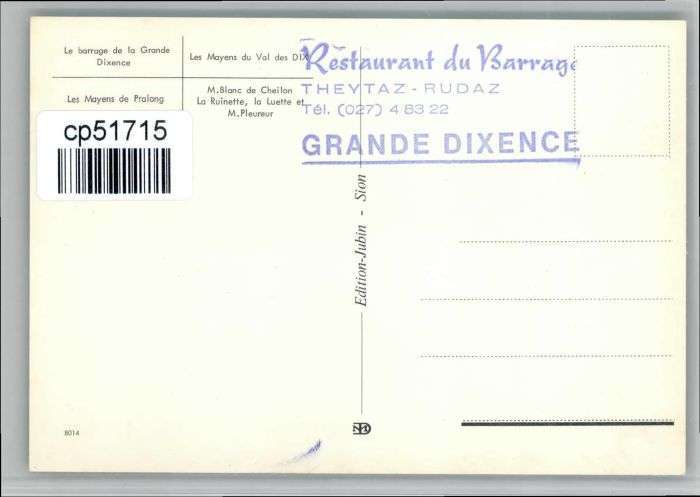 Le barrage de la Grande
Dixence
Les Mayens du Val des DIX
Les Mayens de Pralong
M.Blanc de Cheilon
La Ruinette, la Luette et
M.Pleureur
cp51715
Restaurant du Barrage
THEYTAZ-RUDAZ
Tél. (027) 4 83 22
GRANDE DIXENCE
Edition-Jubin - Sion
8014